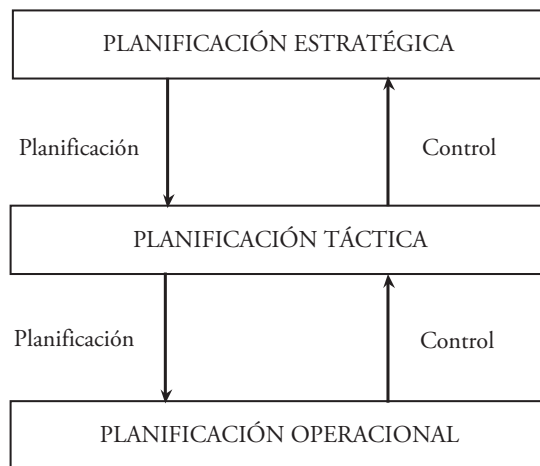 PLANIFICACIÓN ESTRATÉGICA
Planificación
Control
PLANIFICACIÓN TÁCTICA
Planificación
Control
PLANIFICACIÓN OPERACIONAL